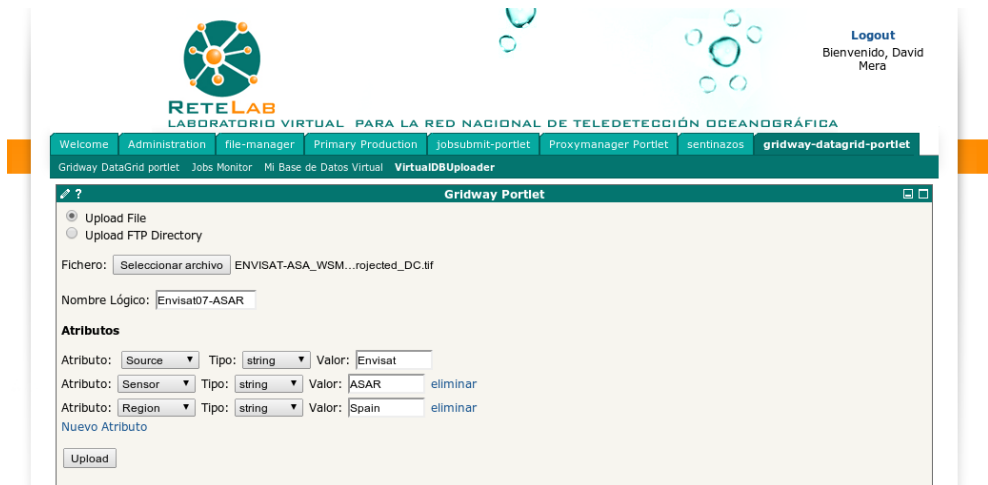 Logout
Bienvenido, David
Mera
RETELAB
LABORATORIO VIRTUAL PARA LA RED NACIONAL DE TELEDETECCIÓN OCEANOGRÁFICA
Welcome Administration file-manager Primary Production jobsubmit-portlet Proxymanager Portlet sentinazos gridway-datagrid-portlet
Gridway DataGrid portlet Jobs Monitor Mi Base de Datos Virtual VirtualDBUploader
? Gridway Portlet
Upload File
Upload FTP Directory
Fichero: Seleccionar archivo ENVISAT-ASA_WSM...rojected_DC.tif
Nombre Lógico: Envisat07-ASAR
Atributos
Atributo: Source Tipo: string Valor: Envisat
Atributo: Sensor Tipo: string Valor: ASAR eliminar
Atributo: Region Tipo: string Valor: Spain eliminar
Nuevo Atributo
Upload